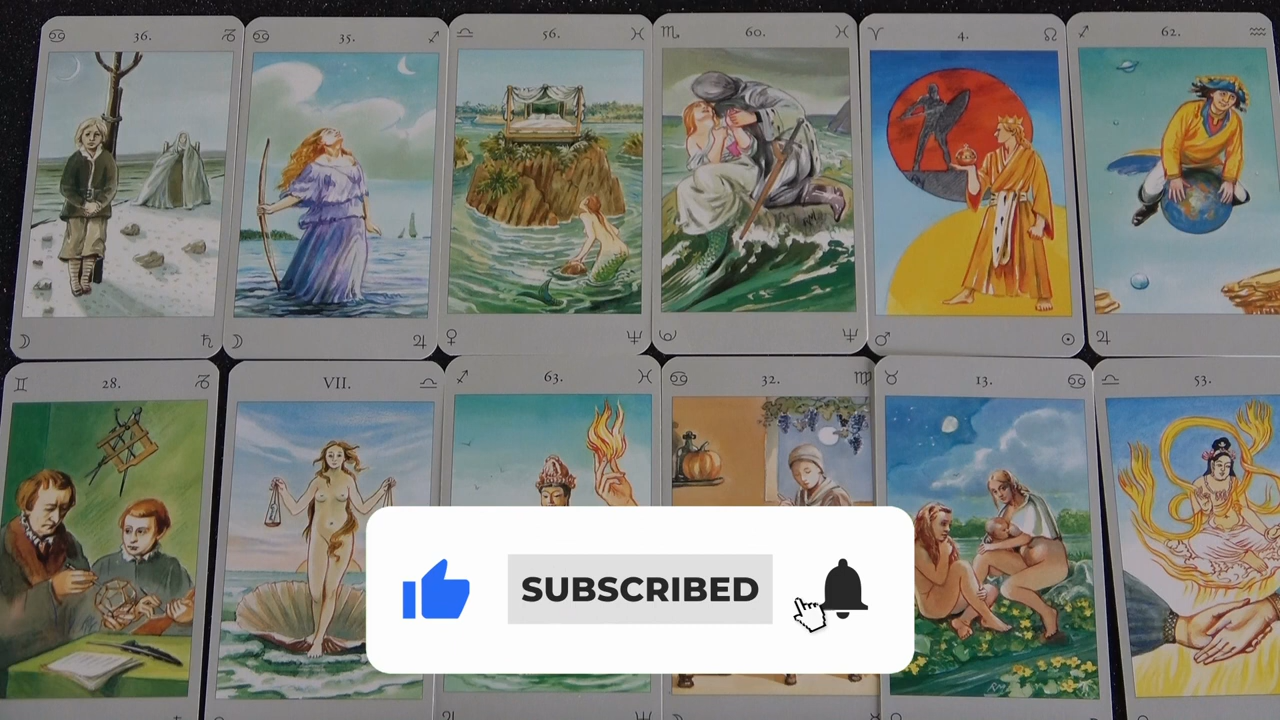 ♋ 36. ♑
♋ 35. ♐
♎ 56. ♓
♏ 60. ♓
♈ 4. ♌
♐ 62. ♒
☽ ♄
☽ ♃
♀ ♆
♆
♂ ☉
♃
♊ 28. ♑
VII. ♎
♐ 63. ♓
♋ 32. ♍
♉ 13. ♋
♎ 53.
SUBSCRIBED